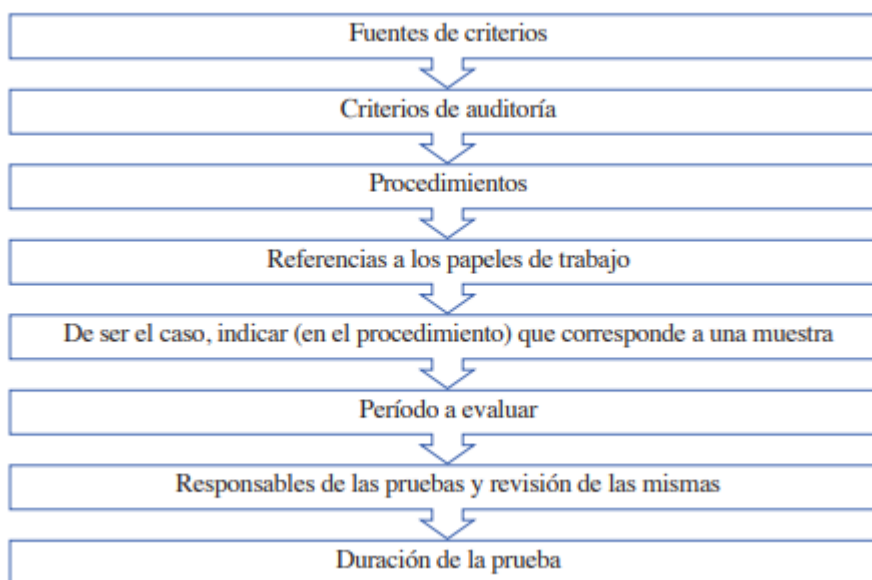 Fuentes de criterios
Criterios de auditoría
Procedimientos
Referencias a los papeles de trabajo
De ser el caso, indicar (en el procedimiento) que corresponde a una muestra
Período a evaluar
Responsables de las pruebas y revisión de las mismas
Duración de la prueba